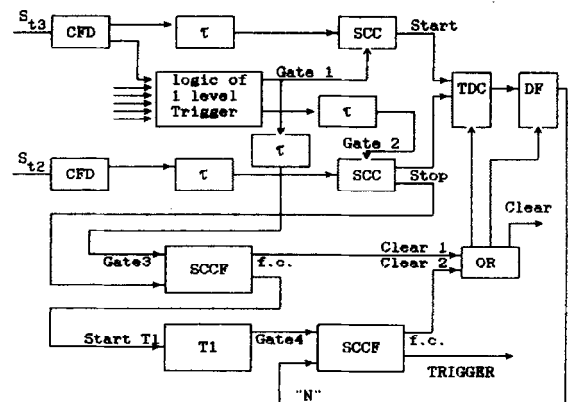 St3
CFD
τ
SCC
Start
logic of
1 level
Trigger
Gate 1
τ
TDC
DF
τ
Gate 2
St2
CFD
τ
SCC
Stop
Clear
Gate3
SCCF
f.c.
Clear 1
Clear 2
OR
Start T1
T1
Gate4
SCCF
f.c.
TRIGGER
"N"